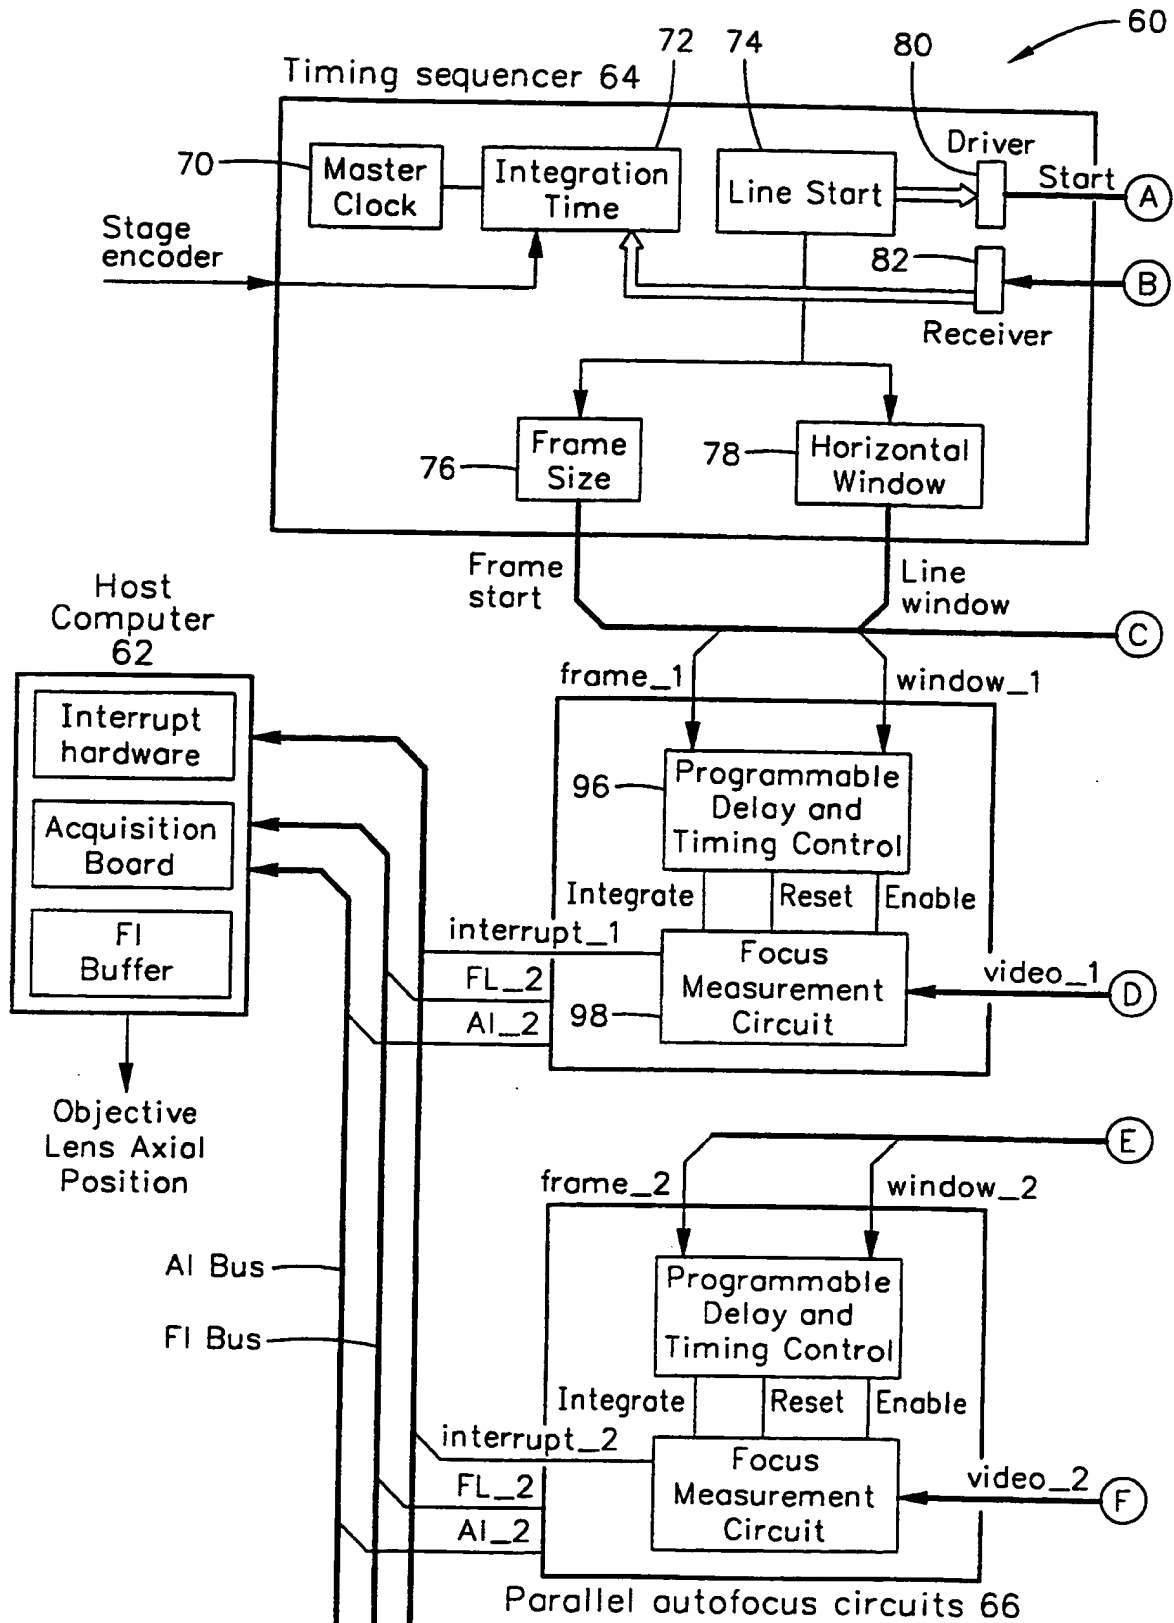 60
72
74
80
Timing sequencer 64
Driver
70
Master
Clock
Integration
Time
Line Start
Start
A
Stage
encoder
82
B
Receiver
76
Frame
Size
78
Horizontal
Window
Frame
start
Line
window
C
Host
Computer
62
frame_1
window_1
Interrupt
hardware
Acquisition
Board
FI
Buffer
96
Programmable
Delay and
Timing Control
Integrate
Reset
Enable
interrupt_1
FL_2
AI_2
98
Focus
Measurement
Circuit
video_1
D
Objective
Lens Axial
Position
E
frame_2
window_2
AI Bus
FI Bus
Programmable
Delay and
Timing Control
Integrate
Reset
Enable
interrupt_2
FL_2
AI_2
Focus
Measurement
Circuit
video_2
F
Parallel autofocus circuits 66